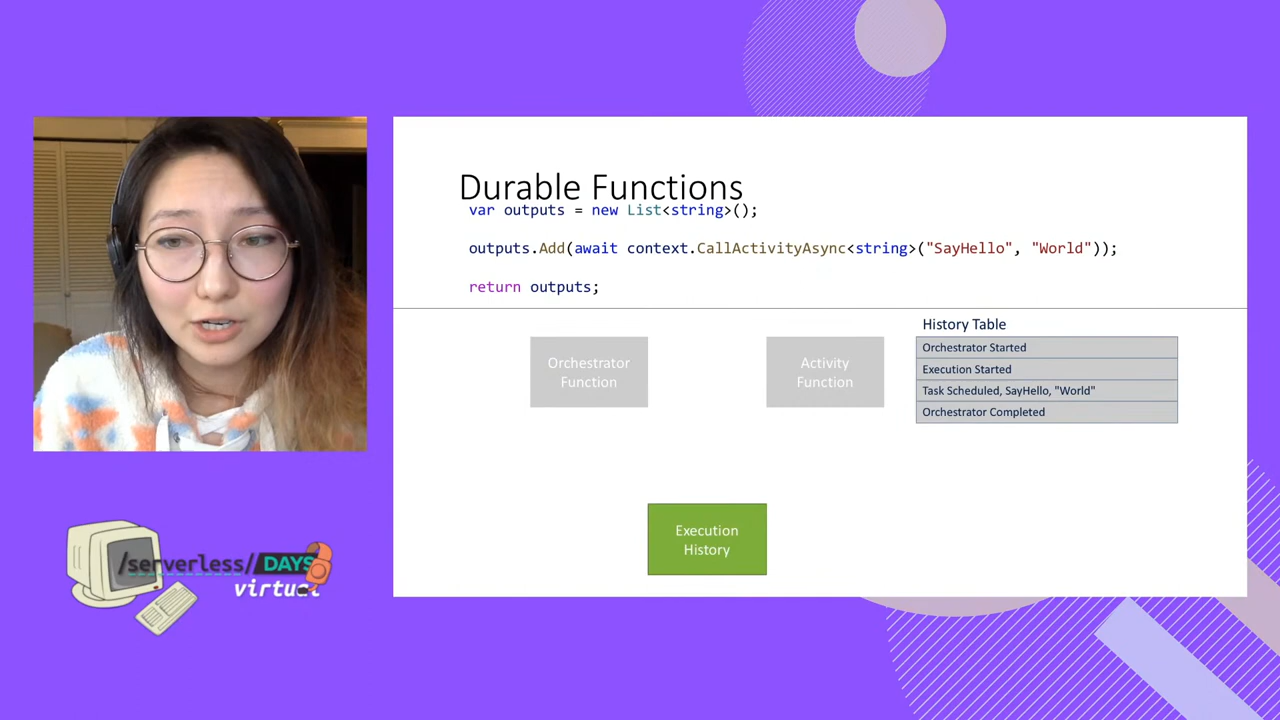 Durable Functions
var outputs = new List<string>();
outputs.Add(await context.CallActivityAsync<string>("SayHello", "World"));
return outputs;
Orchestrator
Function
Activity
Function
History Table
Orchestrator Started
Execution Started
Task Scheduled, SayHello, "World"
Orchestrator Completed
Execution
History
/serverless/DAYS
virtual